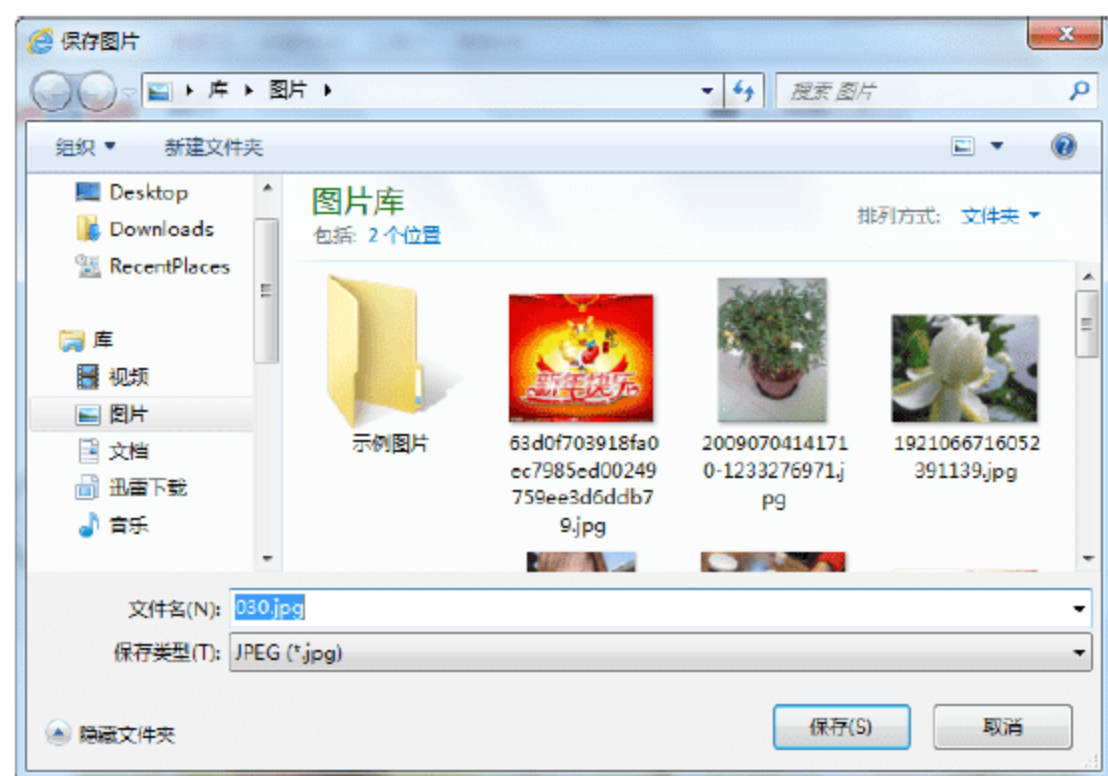 保存图片
库 图片
搜索 图片
组织 新建文件夹
Desktop
Downloads
RecentPlaces
库
视频
图片
文档
迅雷下载
音乐
图片库
包括: 2 个位置
排列方式: 文件夹
新年快乐
示例图片
63d0f703918fa0
ec7985ed00249
759ee3d6ddb7
9.jpg
2009070414171
0-1233276971.j
pg
1921066716052
391139.jpg
文件名(N): 030.jpg
保存类型(T): JPEG (*.jpg)
隐藏文件夹
保存(S) 取消